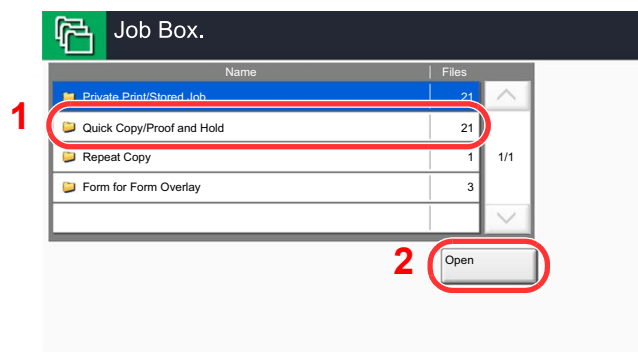 Job Box.
Name Files
Private Print/Stored Job 21
1
Quick Copy/Proof and Hold 21
Repeat Copy 1 1/1
Form for Form Overlay 3
2
Open